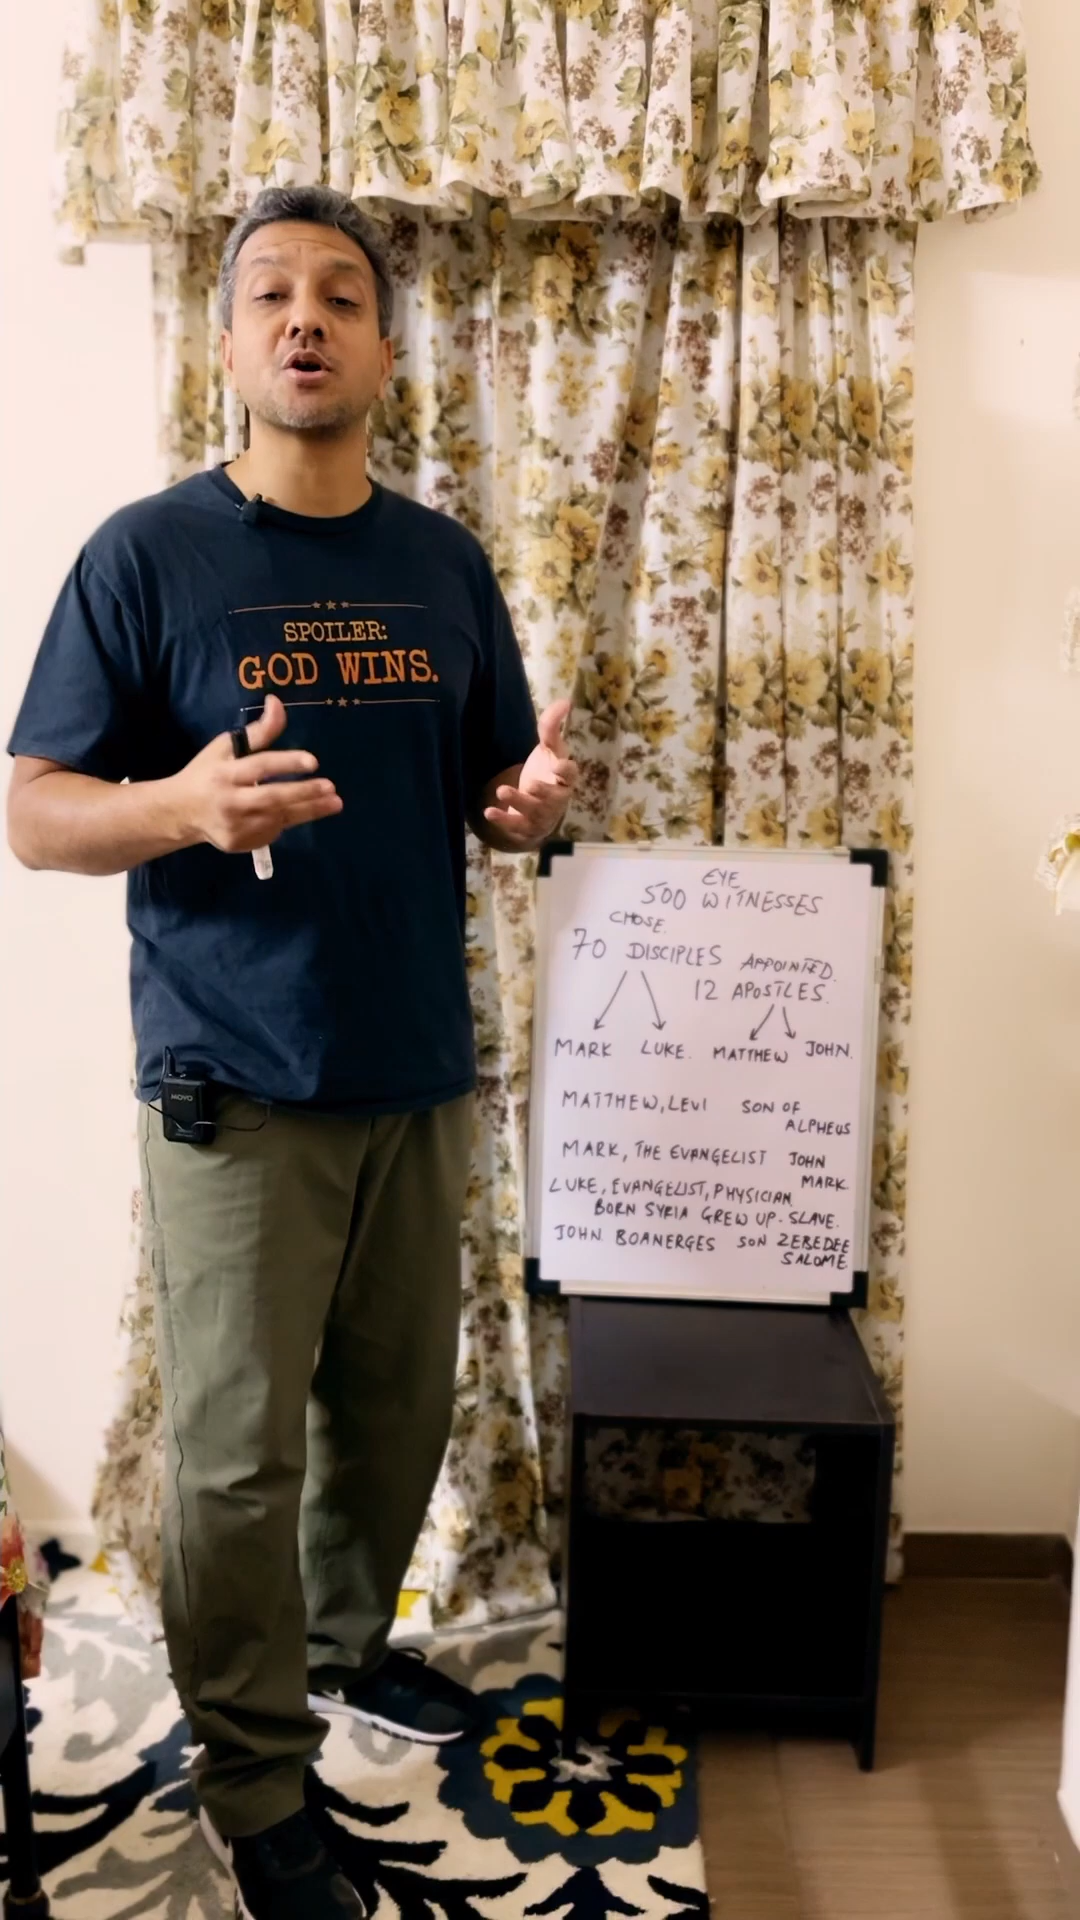 SPOILER:
GOD WINS.
MOVO
EYE
500 WITNESSES
CHOSE.
70 DISCIPLES APPOINTED.
12 APOSTLES.
MARK LUKE. MATTHEW JOHN.
MATTHEW, LEVI SON OF
ALPHEUS
MARK, THE EVANGELIST JOHN
MARK.
LUKE, EVANGELIST, PHYSICIAN
BORN SYRIA GREW UP. SLAVE.
JOHN BOANERGES SON ZEBEDEE
SALOME.